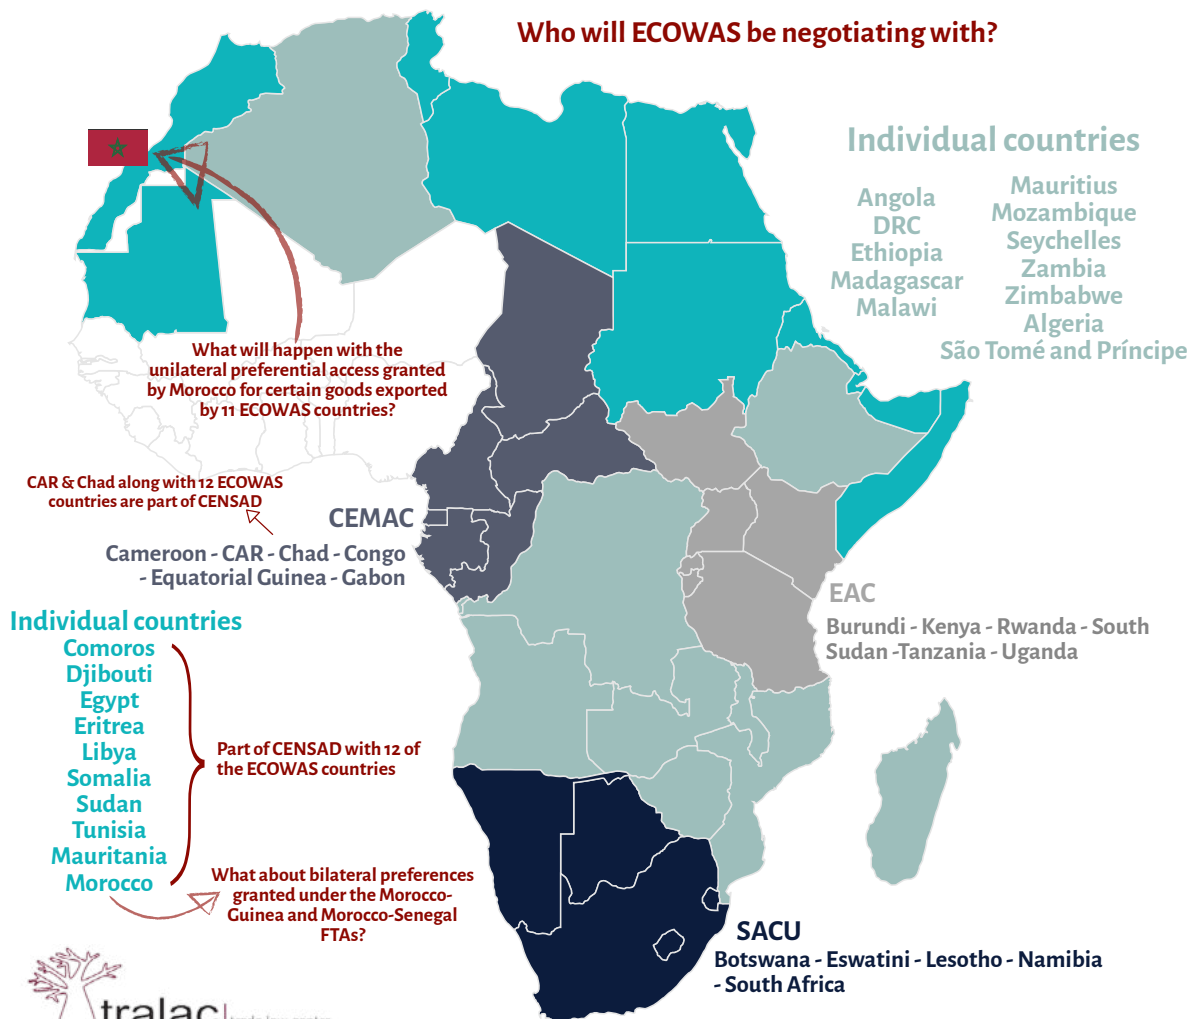 Who will ECOWAS be negotiating with?
Individual countries
Angola
DRC
Ethiopia
Madagascar
Malawi
Mauritius
Mozambique
Seychelles
Zambia
Zimbabwe
Algeria
São Tomé and Príncipe
What will happen with the
unilateral preferential access granted
by Morocco for certain goods exported
by 11 ECOWAS countries?
CAR & Chad along with 12 ECOWAS
countries are part of CENSAD
CEMAC
Cameroon - CAR - Chad - Congo
- Equatorial Guinea - Gabon
EAC
Burundi - Kenya - Rwanda - South
Sudan -Tanzania - Uganda
Individual countries
Comoros
Djibouti
Egypt
Eritrea
Libya
Somalia
Sudan
Tunisia
Mauritania
Morocco
Part of CENSAD with 12 of
the ECOWAS countries
What about bilateral preferences
granted under the Morocco-
Guinea and Morocco-Senegal
FTAs?
SACU
Botswana - Eswatini - Lesotho - Namibia
- South Africa
tralac